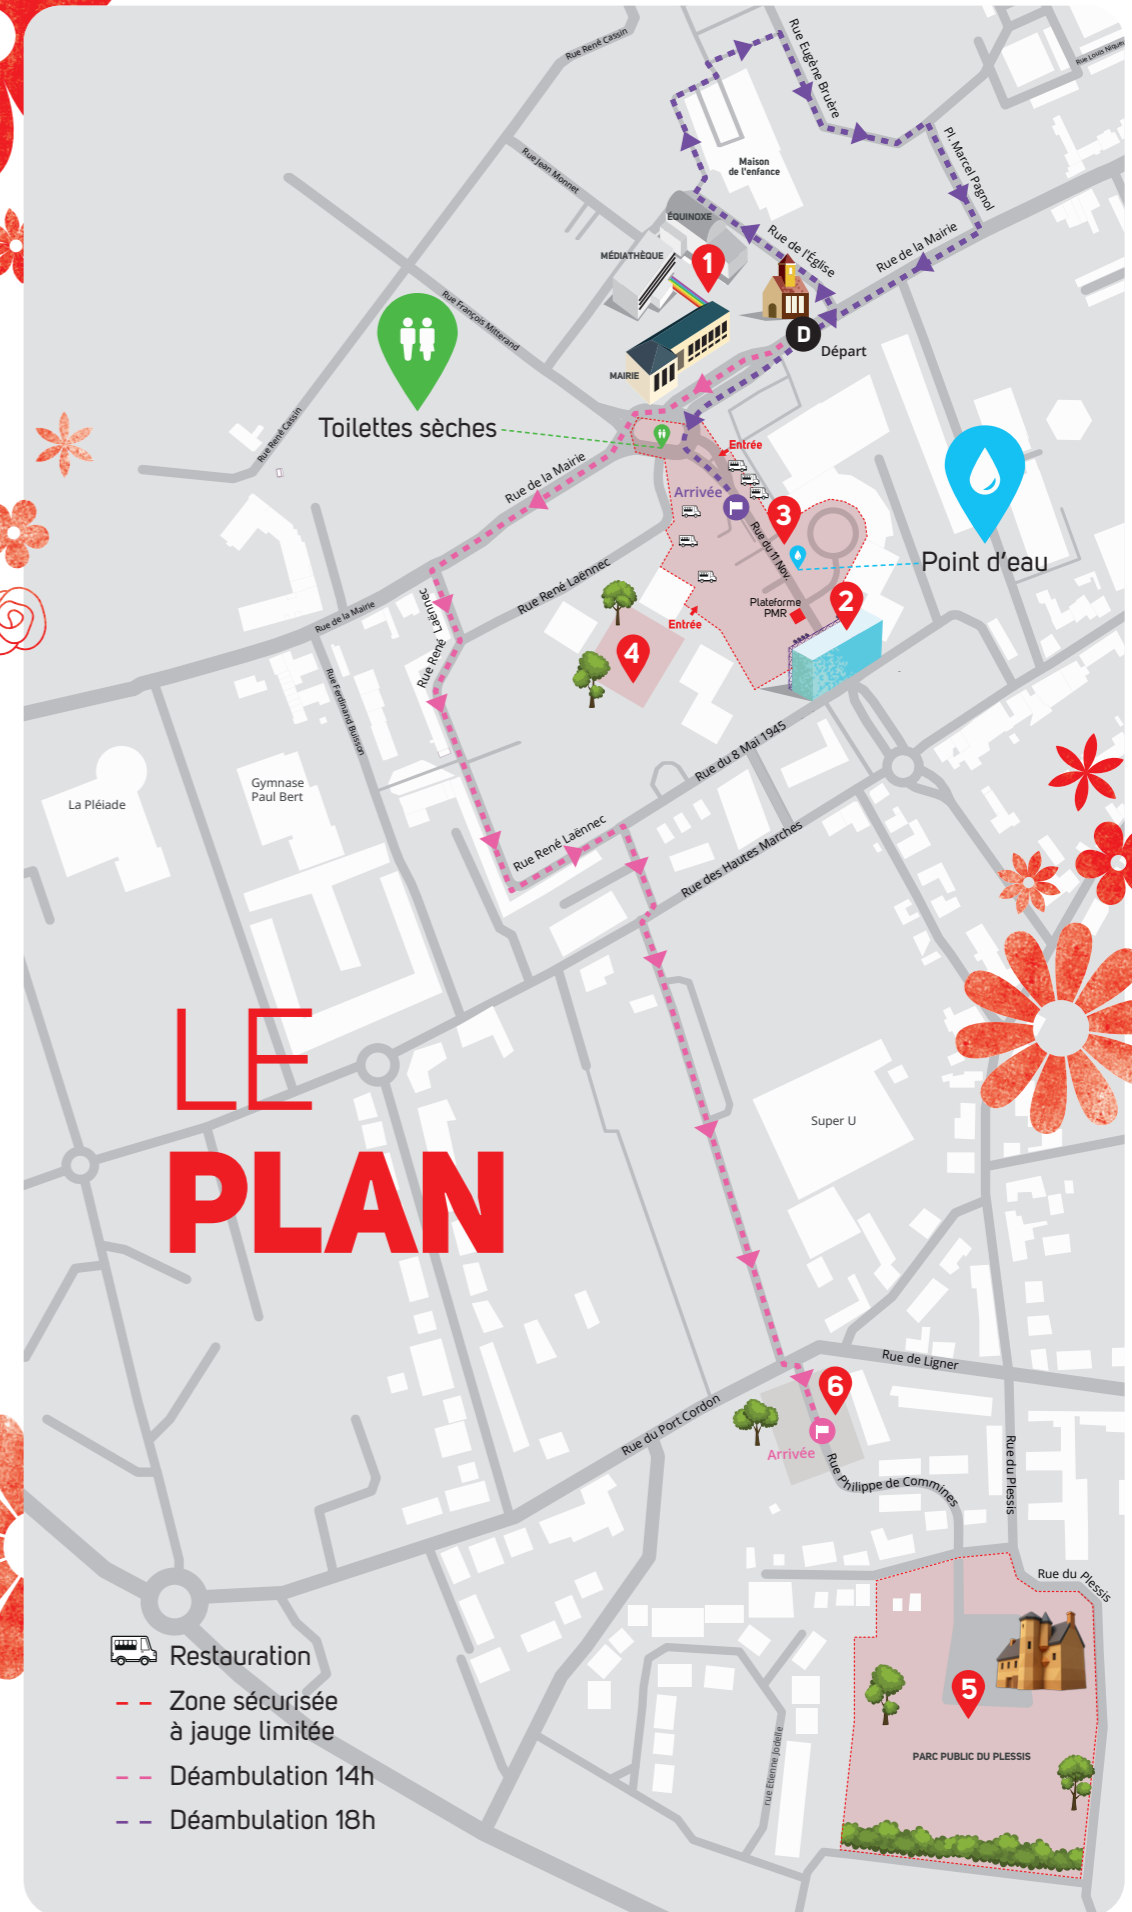 Rue René Cassin
Rue Eugène Bruère
Rue Jean Monnet
Maison
de l'enfance
Pl. Marcel Pagnol
ÉQUINOXE
MÉDIATHÈQUE
1
Rue de l'Église
Rue de la Mairie
Rue François Mitterand
D
Départ
MAIRIE
Rue René Cassin
Toilettes sèches
Entrée
Rue de la Mairie
Arrivée
3
Rue du 11 Nov.
Point d'eau
Rue René Laënnec
Plateforme
PMR
2
Entrée
Rue de la Mairie
Rue René Laënnec
4
Rue Ferdinand Buisson
Rue du 8 Mai 1945
La Pléiade
Gymnase
Paul Bert
Rue René Laënnec
Rue des Hautes Marches
LE
PLAN
Super U
Rue de Ligner
6
Rue du Port Cordon
Arrivée
Rue Philippe de Commines
Rue du Plessis
Rue du Plessis
5
PARC PUBLIC DU PLESSIS
rue Etienne Jodelle
Restauration
Zone sécurisée
à jauge limitée
Déambulation 14h
Déambulation 18h